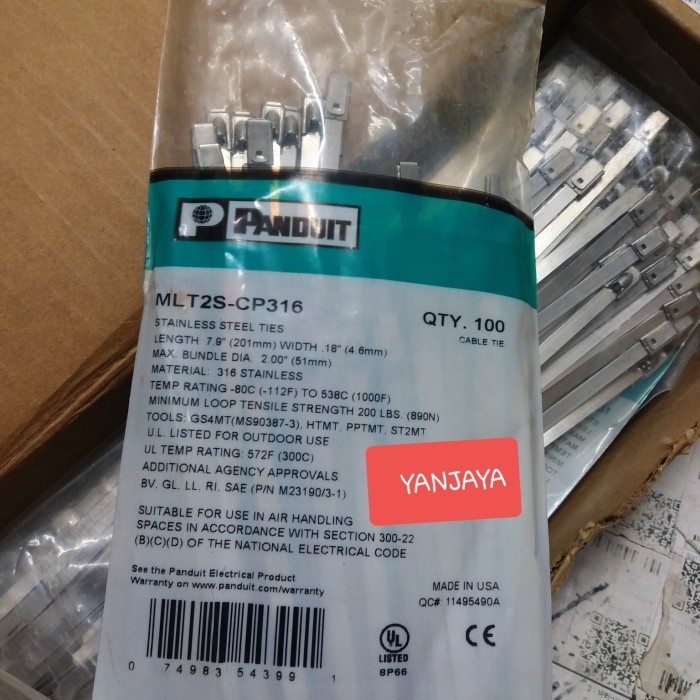 P PANDUIT
MLT2S-CP316
QTY. 100
CABLE TIE
STAINLESS STEEL TIES
LENGTH 7.9" (201mm) WIDTH .18" (4.6mm)
MAX. BUNDLE DIA. 2.00" (51mm)
MATERIAL: 316 STAINLESS
TEMP RATING -80C (-112F) TO 538C (1000F)
MINIMUM LOOP TENSILE STRENGTH 200 LBS. (890N)
TOOLS: GS4MT(MS90387-3), HTMT, PPTMT, ST2MT
U.L. LISTED FOR OUTDOOR USE
UL TEMP RATING: 572F (300C)
ADDITIONAL AGENCY APPROVALS
BV. GL. LL. RI. SAE (P/N M23190/3-1)
YANJAYA
SUITABLE FOR USE IN AIR HANDLING
SPACES IN ACCORDANCE WITH SECTION 300-22
(B)(C)(D) OF THE NATIONAL ELECTRICAL CODE
See the Panduit Electrical Product
Warranty on www.panduit.com/warranty
MADE IN USA
QC#: 11495490A
0 74983 54399 1
UL
LISTED
8P66
CE